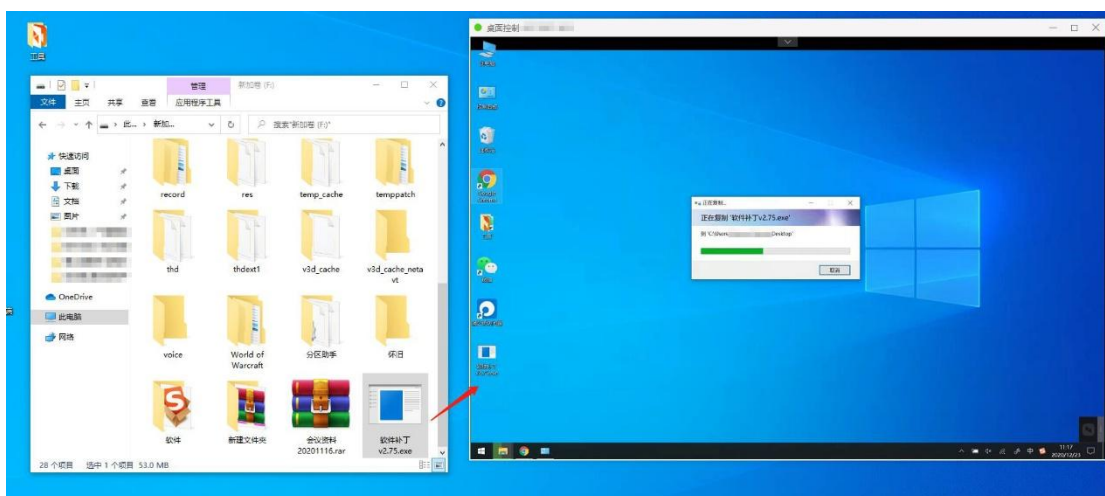 工具
管理
新加卷 (F:)
文件
主页
共享
查看
应用程序工具
此...
新加...
搜索"新加卷 (F:)"
快速访问
桌面
下载
文档
图片
OneDrive
此电脑
网络
record
res
temp_cache
temppatch
thd
thdext1
v3d_cache
v3d_cache_neta
vt
voice
World of
Warcraft
分区助手
怀旧
软件
新建文件夹
会议资料
20201116.rar
软件补丁
v2.75.exe
28 个项目
选中 1 个项目 53.0 MB
桌面控制
正在复制...
正在复制 '软件补丁v2.75.exe'
到 'C:\Users
Desktop'
取消
Google
Chrome
中
11:17
2020/12/23